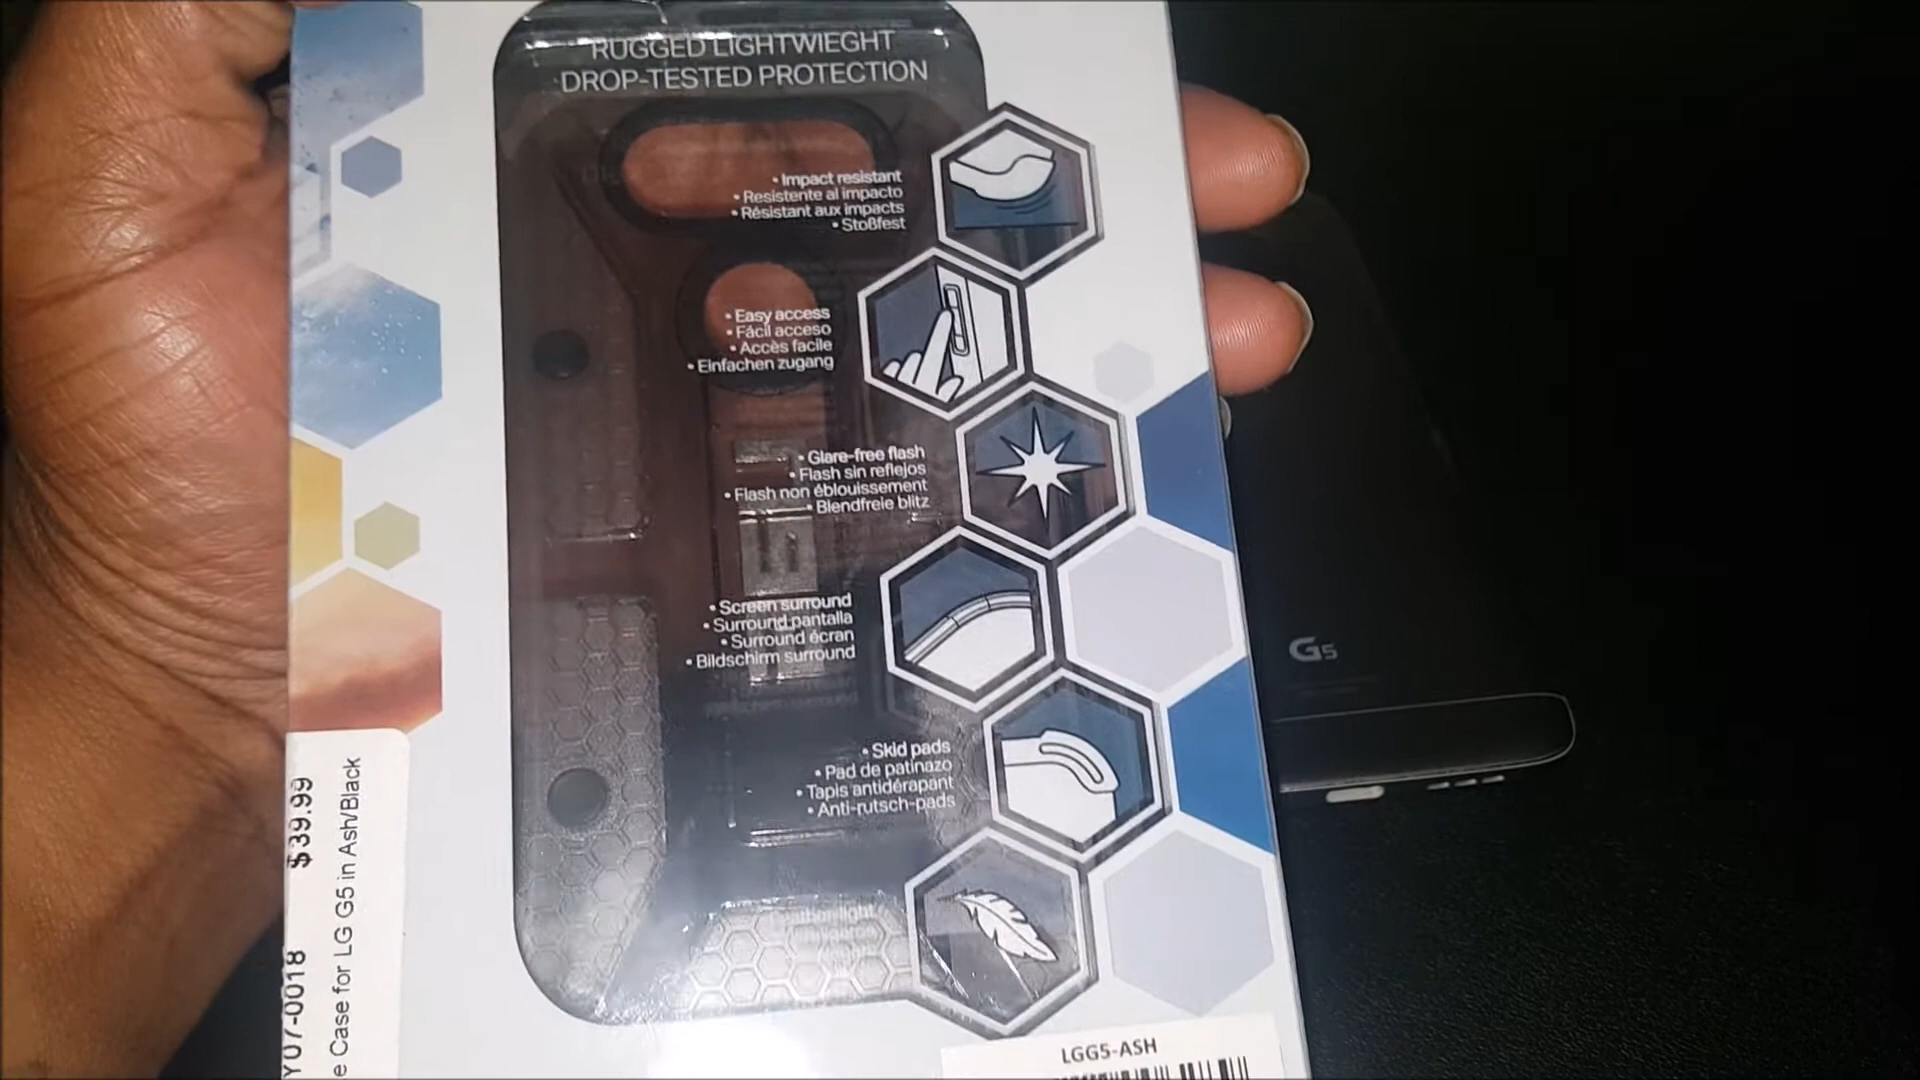 RUGGED LIGHTWIEGHT
DROP-TESTED PROTECTION
• Impact resistant
• Resistente al impacto
• Résistant aux impacts
• Stoßfest
• Easy access
• Fácil acceso
• Accès facile
• Einfachen zugang
• Glare-free flash
• Flash sin reflejos
• Flash non éblouissement
• Blendfreie blitz
• Screen surround
• Surround pantalla
• Surround écran
• Bildschirm surround
• Skid pads
• Pad de patinazo
• Tapis antidérapant
• Anti-rutsch-pads
Y07-0018 $39.99
e Case for LG G5 in Ash/Black
LGG5-ASH
G5